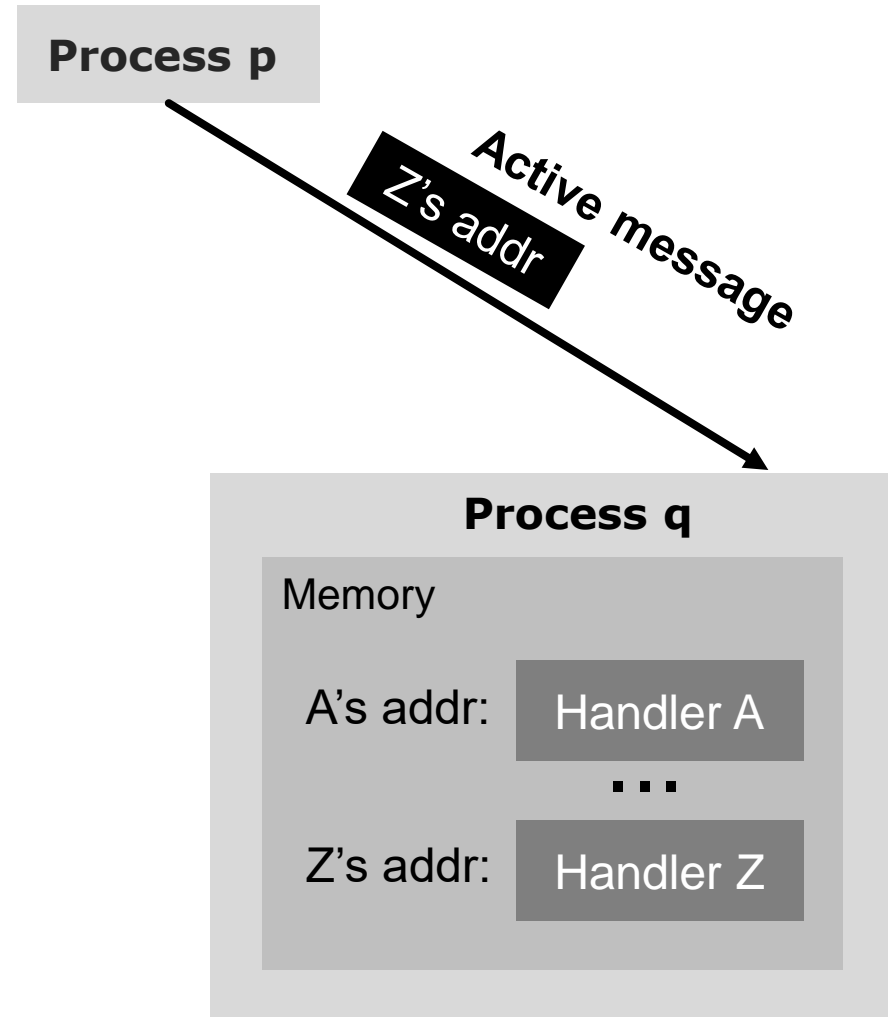 Process p
Active message
Z’s addr
Process q
Memory
A’s addr:
Handler A
...
Z’s addr:
Handler Z